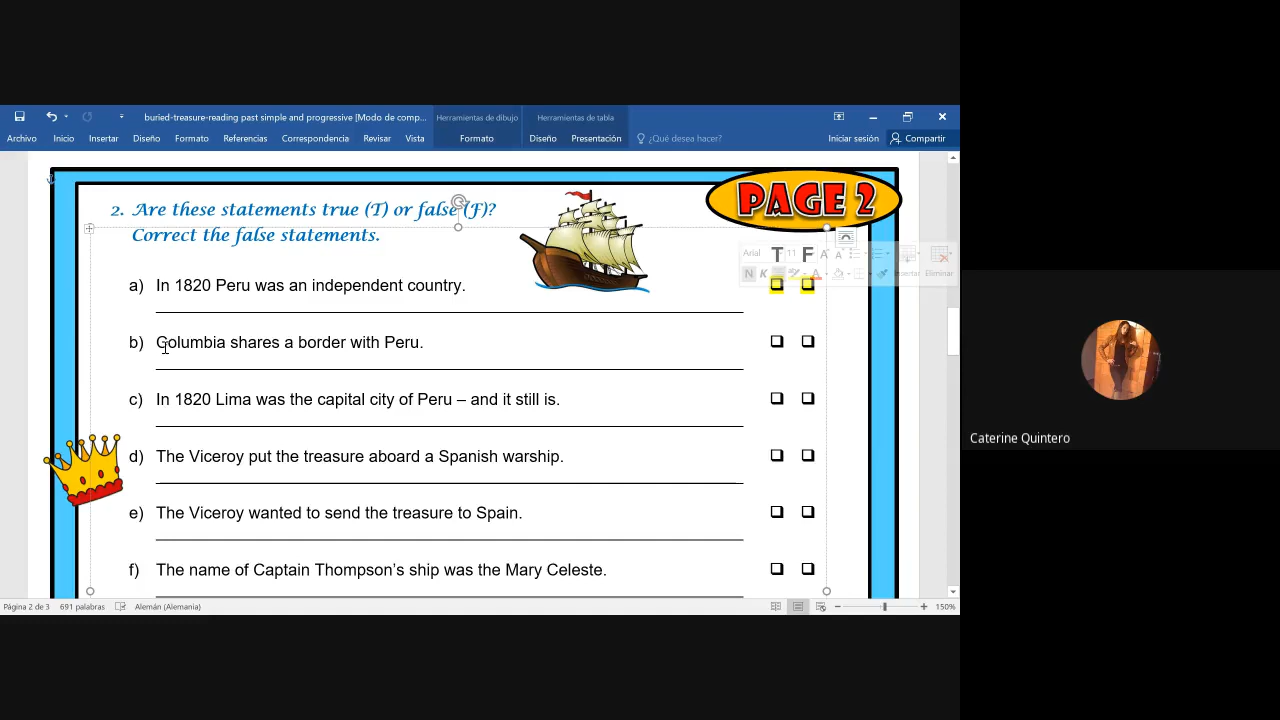 buried-treasure-reading past simple and progressive [Modo de comp...
Herramientas de dibujo
Herramientas de tabla
Archivo Inicio Insertar Diseño Formato Referencias Correspondencia Revisar Vista Formato Diseño Presentación ¿Qué desea hacer? Iniciar sesión Compartir
PAGE 2
2. Are these statements true (T) or false (F)?
Correct the false statements.
Arial 11 A A
T F
N K
Insertar Eliminar
a) In 1820 Peru was an independent country.
b) Columbia shares a border with Peru.
c) In 1820 Lima was the capital city of Peru – and it still is.
d) The Viceroy put the treasure aboard a Spanish warship.
e) The Viceroy wanted to send the treasure to Spain.
f) The name of Captain Thompson's ship was the Mary Celeste.
Página 2 de 3 691 palabras Alemán (Alemania) 150%
Caterine Quintero